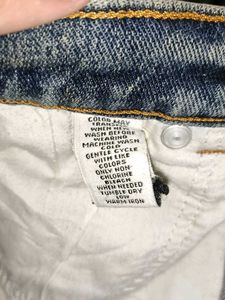 COLOR MAY
TRANSFER
WHEN NEW
WASH BEFORE
WEARING
MACHINE WASH
COLD
GENTLE CYCLE
WITH LIKE
COLORS
ONLY NON-
CHLORINE
BLEACH
WHEN NEEDED
TUMBLE DRY
LOW
WARM IRON